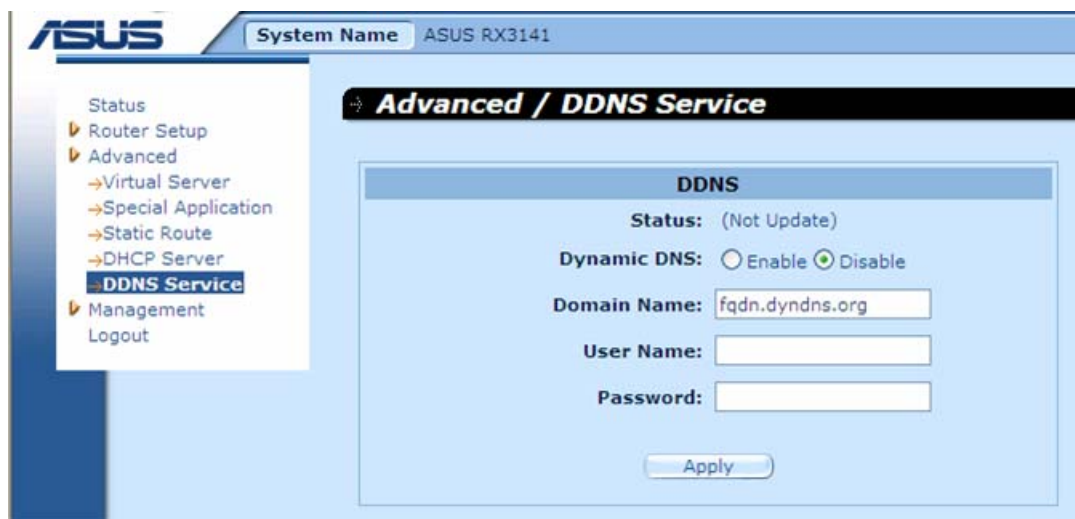 ASUS
System Name ASUS RX3141
Status
Router Setup
Advanced
→Virtual Server
→Special Application
→Static Route
→DHCP Server
→DDNS Service
Management
Logout
Advanced / DDNS Service
DDNS
Status: (Not Update)
Dynamic DNS: Enable Disable
Domain Name: fqdn.dyndns.org
User Name:
Password:
Apply